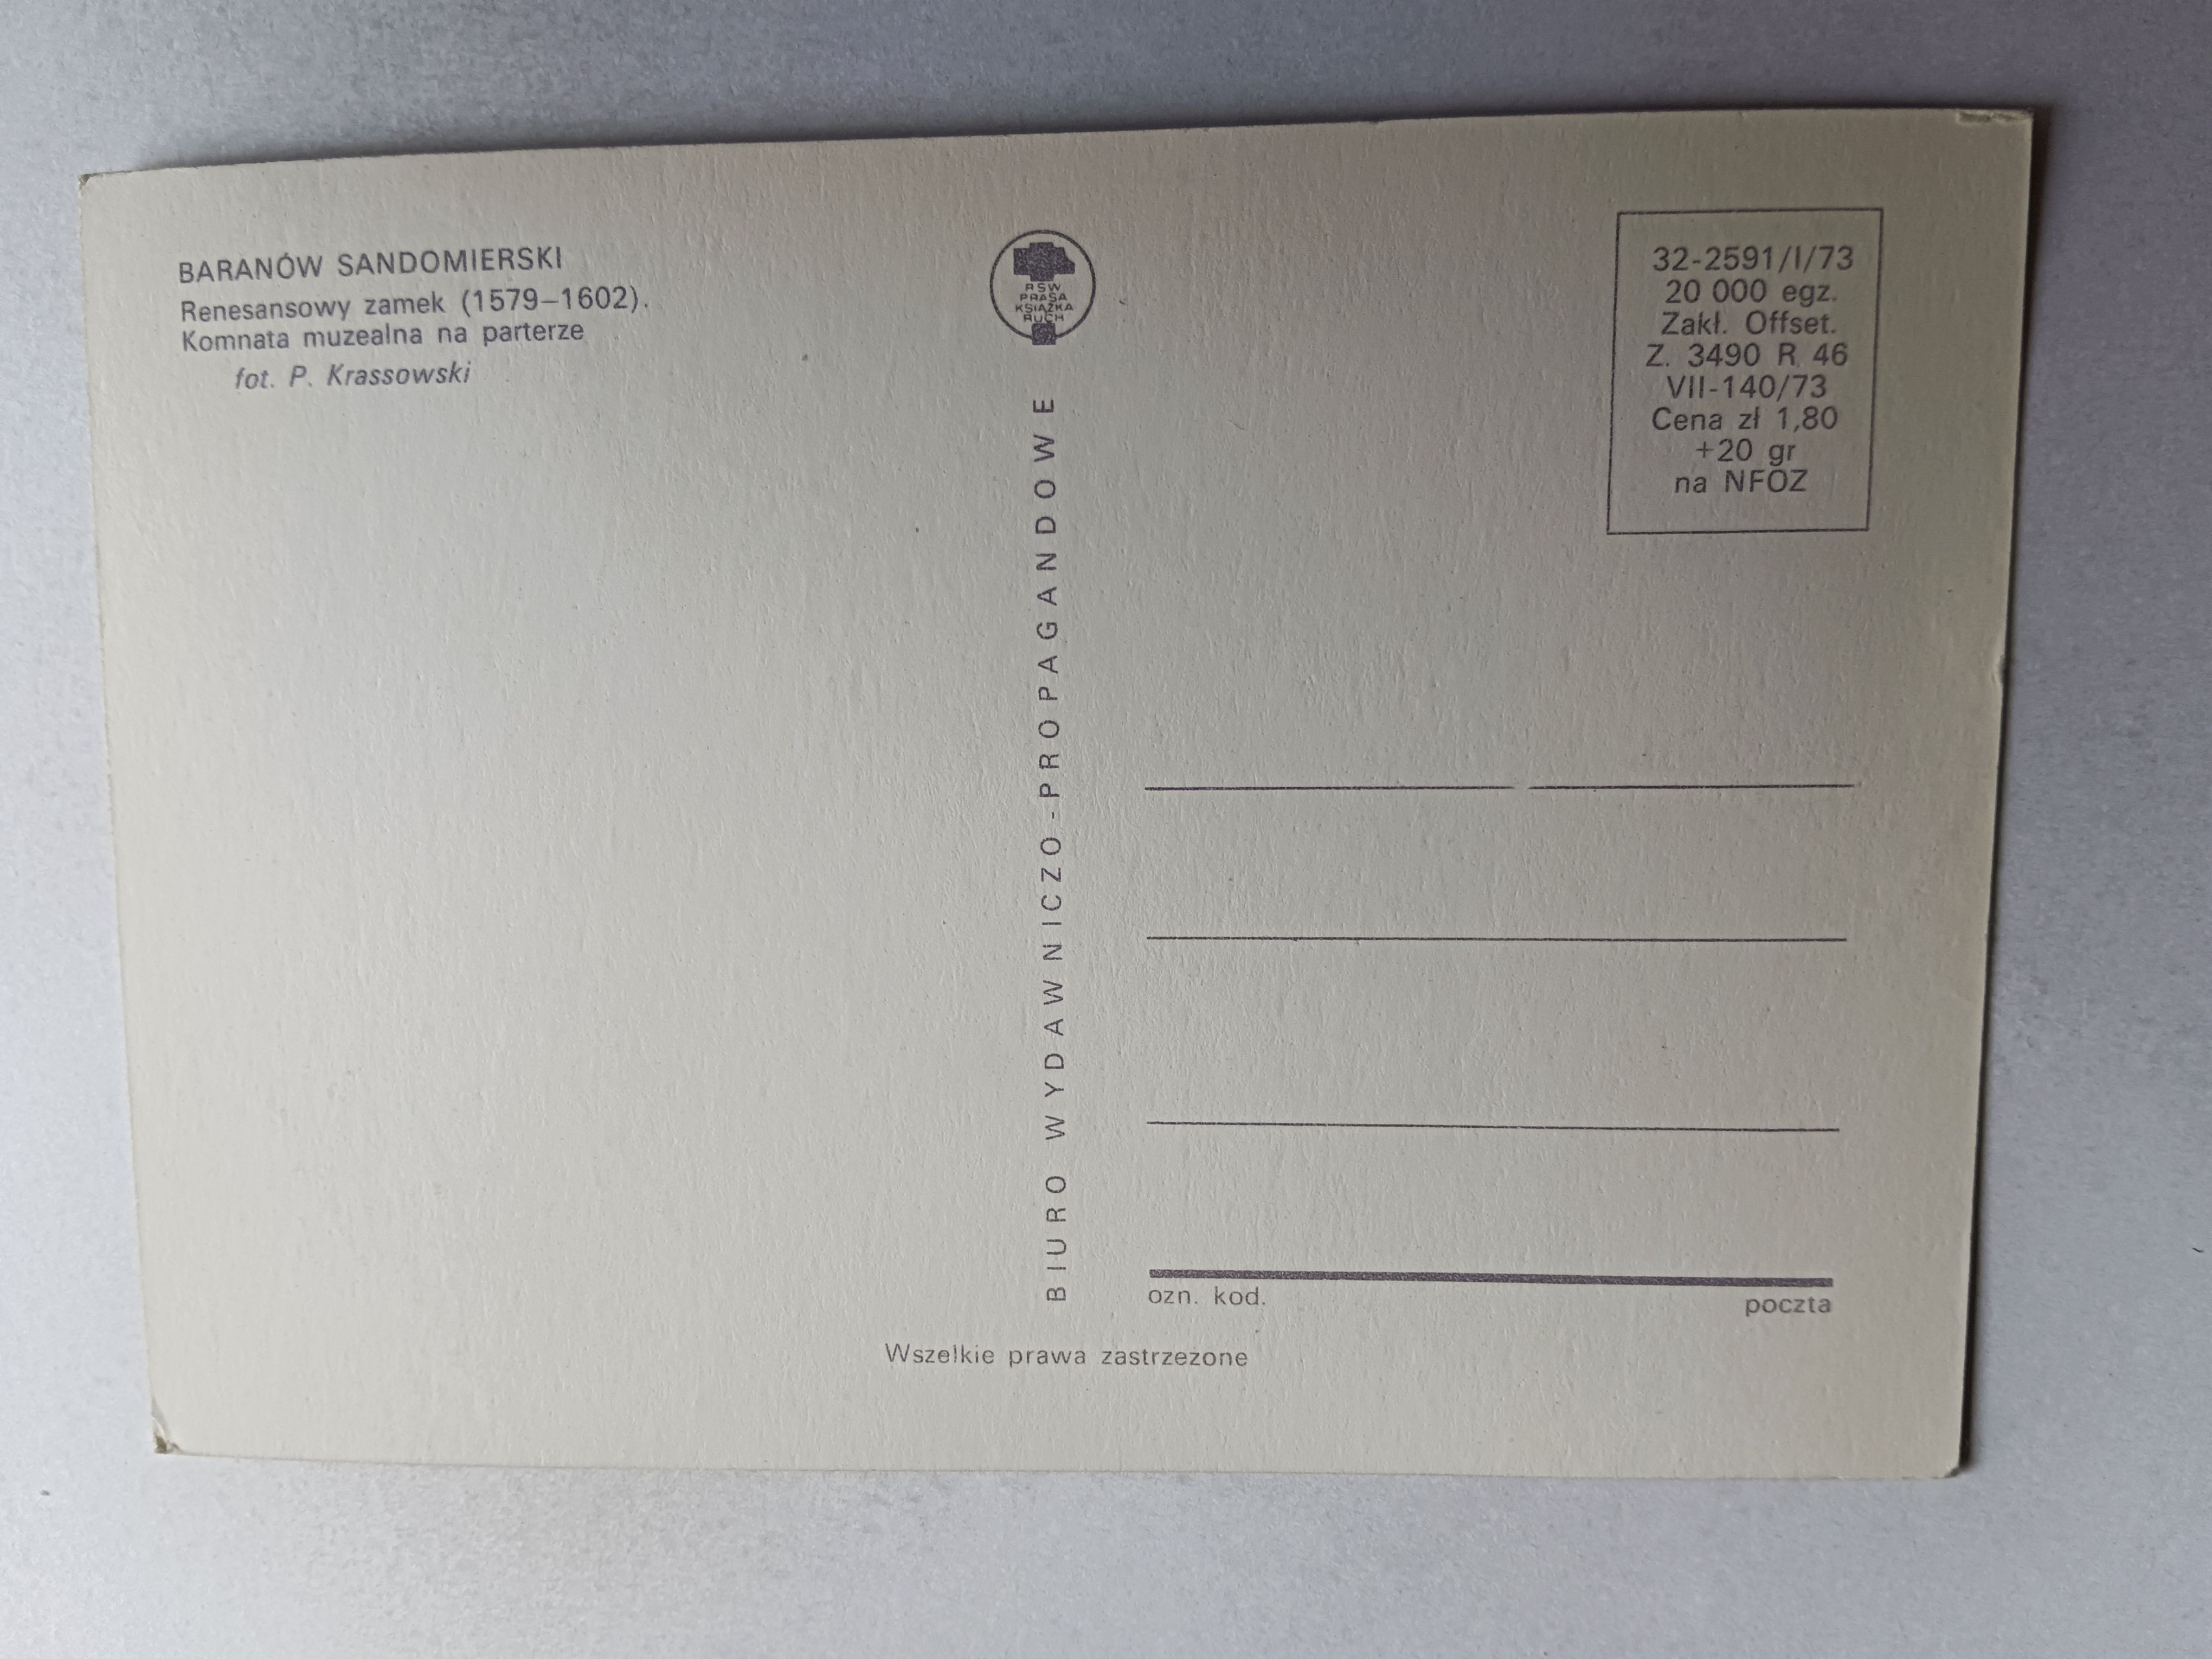 BARANÓW SANDOMIERSKI
Renesansowy zamek (1579–1602).
Komnata muzealna na parterze
fot. P. Krassowski
RSW
PRASA
KSIĄŻKA
RUCH
BIURO WYDAWNICZO-PROPAGANDOWE
32-2591/I/73
20 000 egz.
Zakł. Offset.
Z. 3490 R. 46
VII-140/73
Cena zł 1,80
+20 gr
na NFOZ
ozn. kod.
poczta
Wszelkie prawa zastrzezone